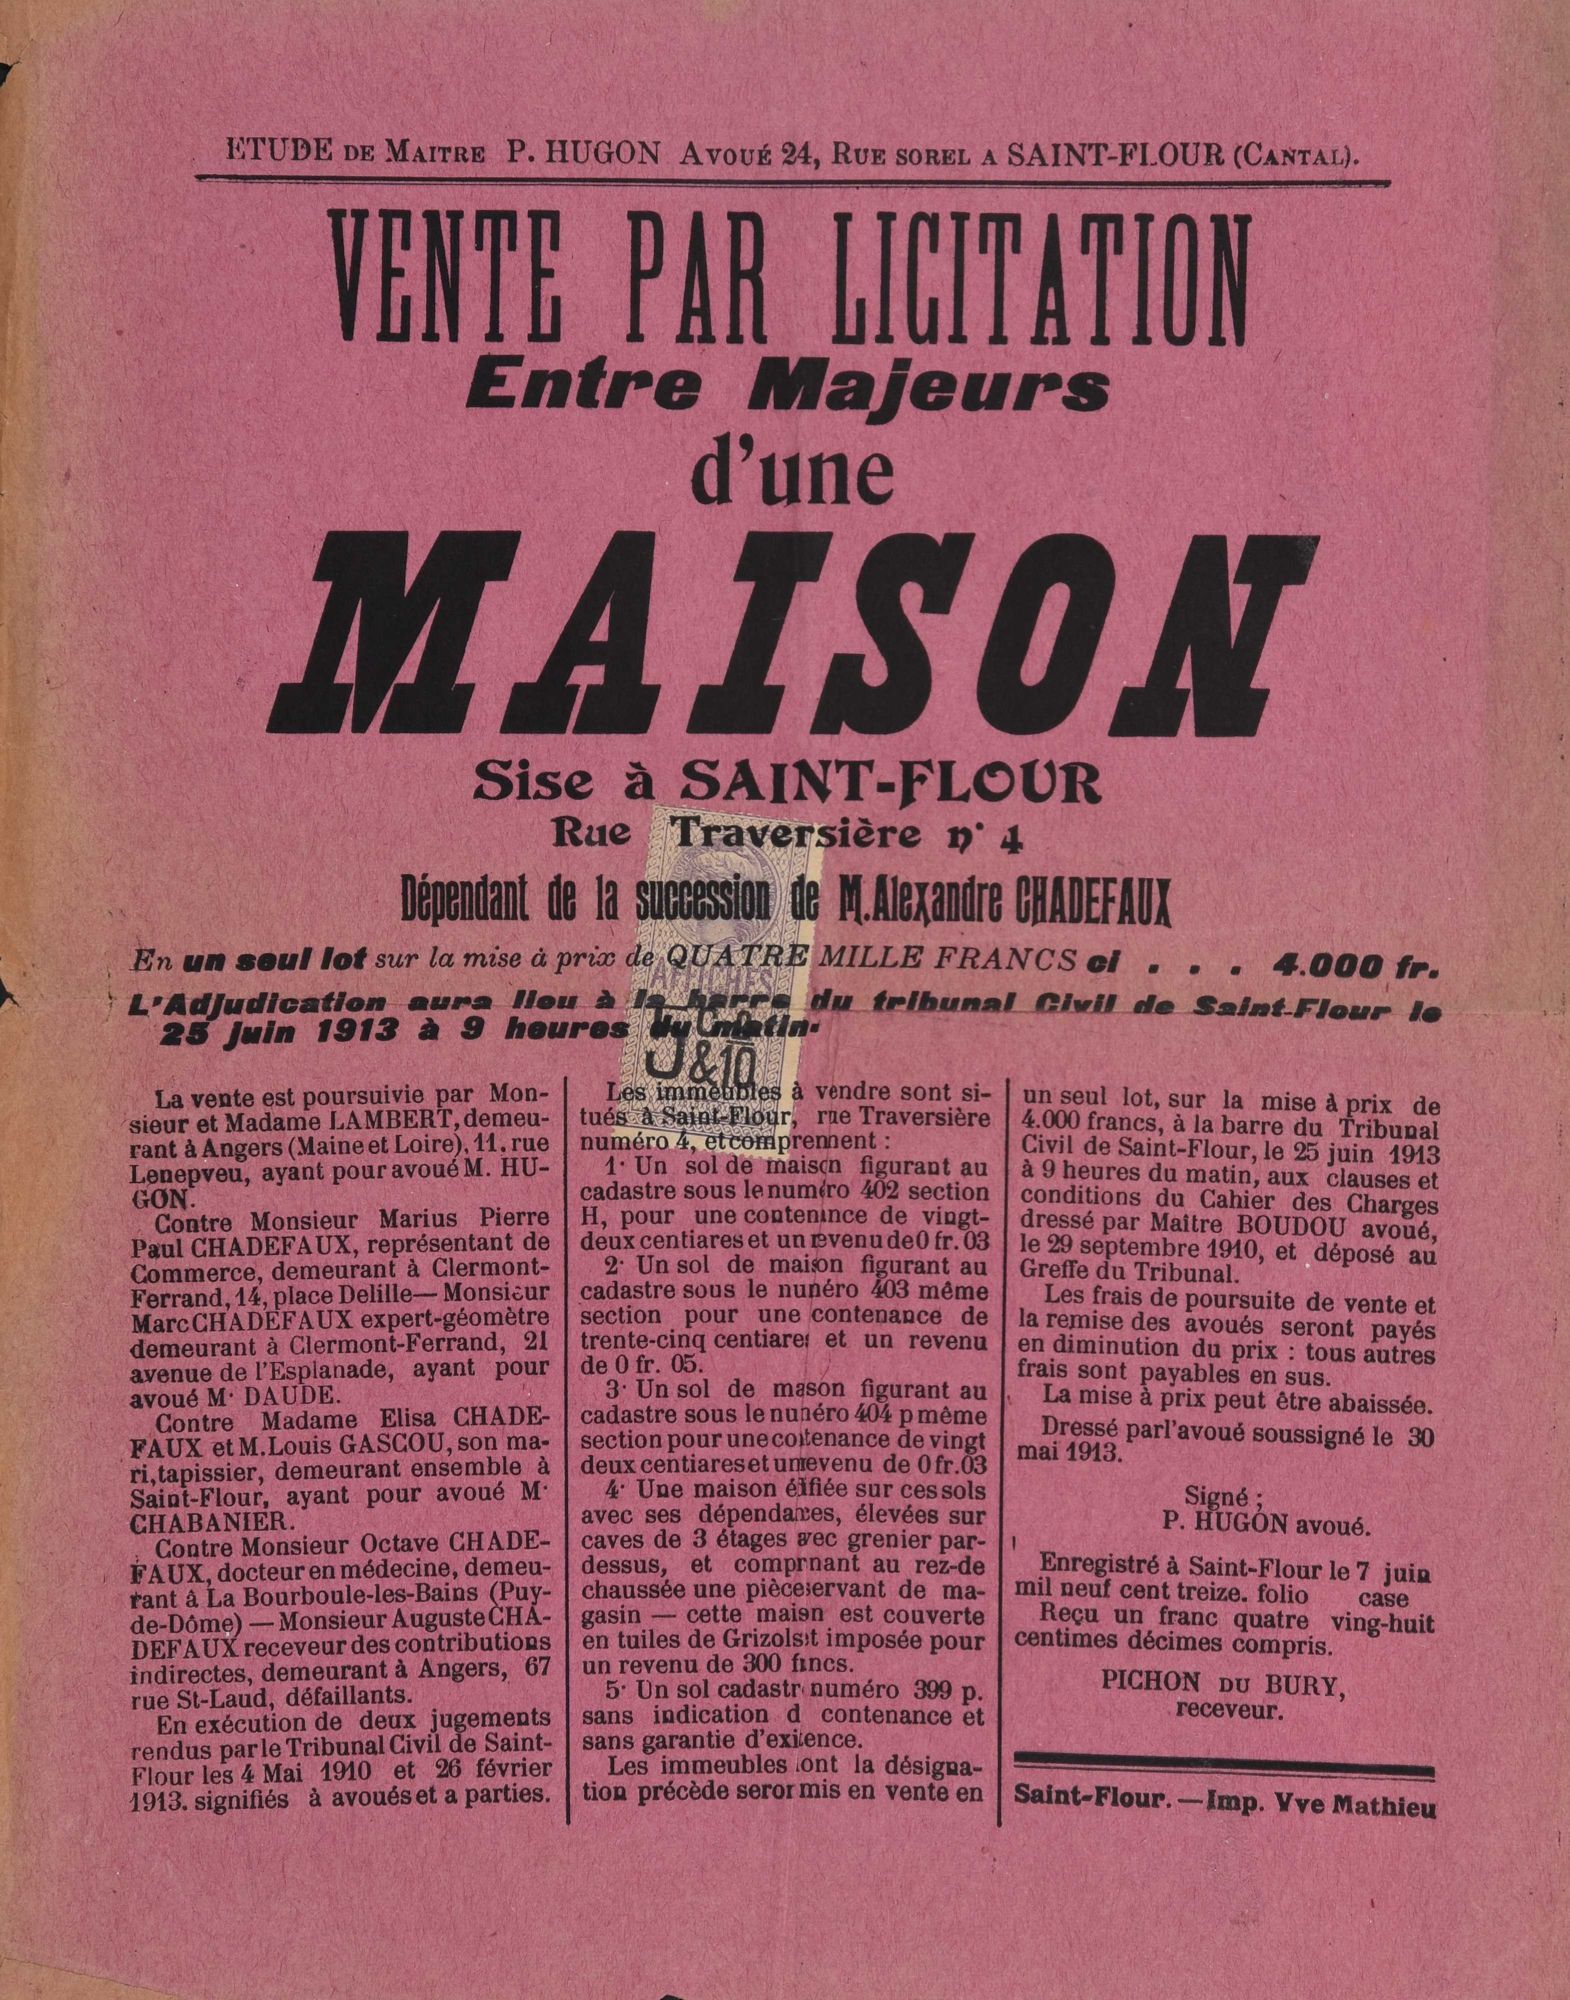 ETUDE DE MAITRE P. HUGON AVOUÉ 24, RUE SOREL A SAINT-FLOUR (CANTAL).
VENTE PAR LICITATION
Entre Majeurs
d'une
MAISON
Sise à SAINT-FLOUR
Rue Traversière n° 4
Dépendant de la succession de M. Alexandre CHADEFAUX
En un seul lot sur la mise à prix de QUATRE MILLE FRANCS ci . . . 4.000 fr.
L'Adjudication aura lieu à la barre du tribunal Civil de Saint-Flour le
25 juin 1913 à 9 heures du matin.
AFFICHES
5 & 10
La vente est poursuivie par Mon-
sieur et Madame LAMBERT, demeu-
rant à Angers (Maine et Loire), 11, rue
Lenepveu, ayant pour avoué M. HU-
GON.
Contre Monsieur Marius Pierre
Paul CHADEFAUX, représentant de
Commerce, demeurant à Clermont-
Ferrand, 14, place Delille — Monsieur
Marc CHADEFAUX expert-géomètre
demeurant à Clermont-Ferrand, 21
avenue de l'Esplanade, ayant pour
avoué M° DAUDE.
Contre Madame Elisa CHADE-
FAUX et M. Louis GASCOU, son ma-
ri, tapissier, demeurant ensemble à
Saint-Flour, ayant pour avoué M°
CHABANIER.
Contre Monsieur Octave CHADE-
FAUX, docteur en médecine, demeu-
rant à La Bourboule-les-Bains (Puy-
de-Dôme) — Monsieur Auguste CHA-
DEFAUX receveur des contributions
indirectes, demeurant à Angers, 67
rue St-Laud, défaillants.
En exécution de deux jugements
rendus par le Tribunal Civil de Saint-
Flour les 4 Mai 1910 et 26 février
1913. signifiés à avoués et a parties.
Les immeubles à vendre sont si-
tués à Saint-Flour, rue Traversière
numéro 4, et comprennent :
1° Un sol de maison figurant au
cadastre sous le numéro 402 section
H, pour une contenance de vingt-
deux centiares et un revenu de 0 fr. 03
2° Un sol de maison figurant au
cadastre sous le numéro 403 même
section pour une contenance de
trente-cinq centiares et un revenu
de 0 fr. 05.
3° Un sol de maison figurant au
cadastre sous le numéro 404 p même
section pour une contenance de vingt
deux centiares et un revenu de 0 fr. 03
4° Une maison édifiée sur ces sols
avec ses dépendances, élevées sur
caves de 3 étages avec grenier par-
dessus, et comprenant au rez-de
chaussée une pièce servant de ma-
gasin — cette maison est couverte
en tuiles de Grizols et imposée pour
un revenu de 300 francs.
5° Un sol cadastré numéro 399 p.
sans indication de contenance et
sans garantie d'existence.
Les immeubles dont la désigna-
tion précède seront mis en vente en
un seul lot, sur la mise à prix de
4.000 francs, à la barre du Tribunal
Civil de Saint-Flour, le 25 juin 1913
à 9 heures du matin, aux clauses et
conditions du Cahier des Charges
dressé par Maître BOUDOU avoué,
le 29 septembre 1910, et déposé au
Greffe du Tribunal.
Les frais de poursuite de vente et
la remise des avoués seront payés
en diminution du prix : tous autres
frais sont payables en sus.
La mise à prix peut être abaissée.
Dressé par l'avoué soussigné le 30
mai 1913.
Signé ;
P. HUGON avoué.
Enregistré à Saint-Flour le 7 juin
mil neuf cent treize. folio case
Reçu un franc quatre ving-huit
centimes décimes compris.
PICHON DU BURY,
receveur.
Saint-Flour. — Imp. Vve Mathieu